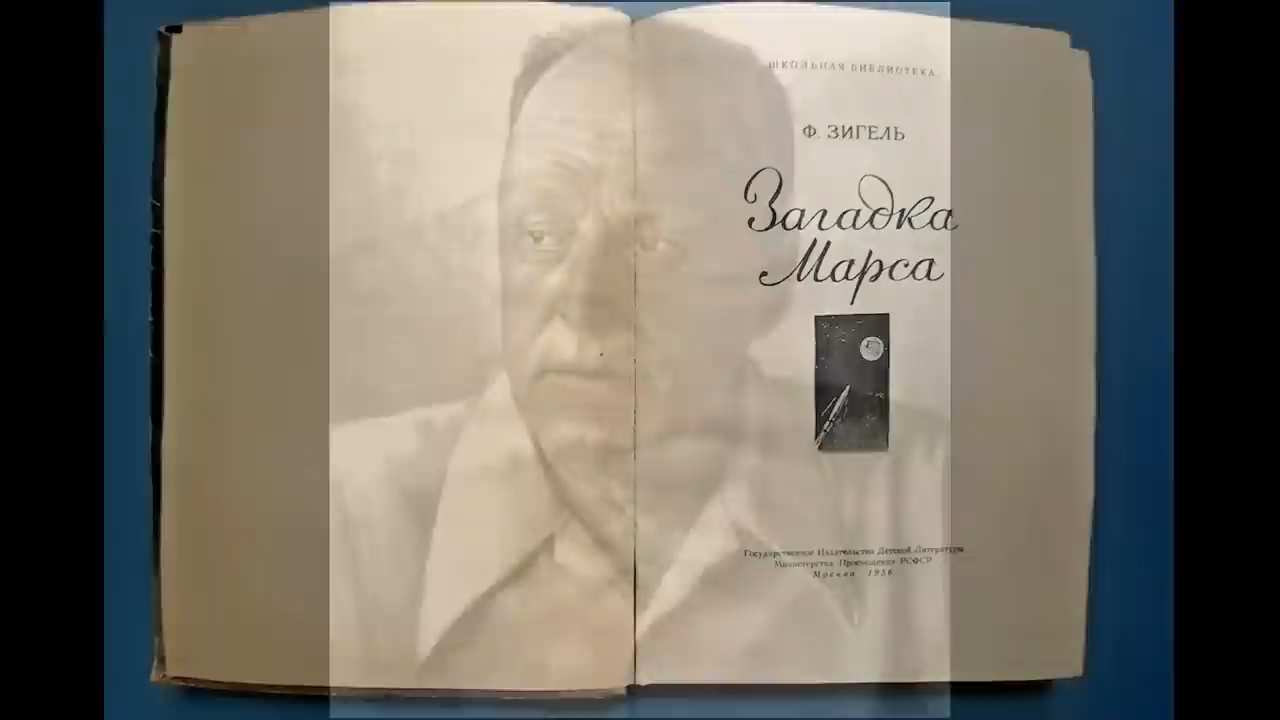 ШКОЛЬНАЯ БИБЛИОТЕКА
Ф. ЗИГЕЛЬ
Загадка
Марса
Государственное Издательство Детской Литературы
Министерства Просвещения РСФСР
Москва 1956